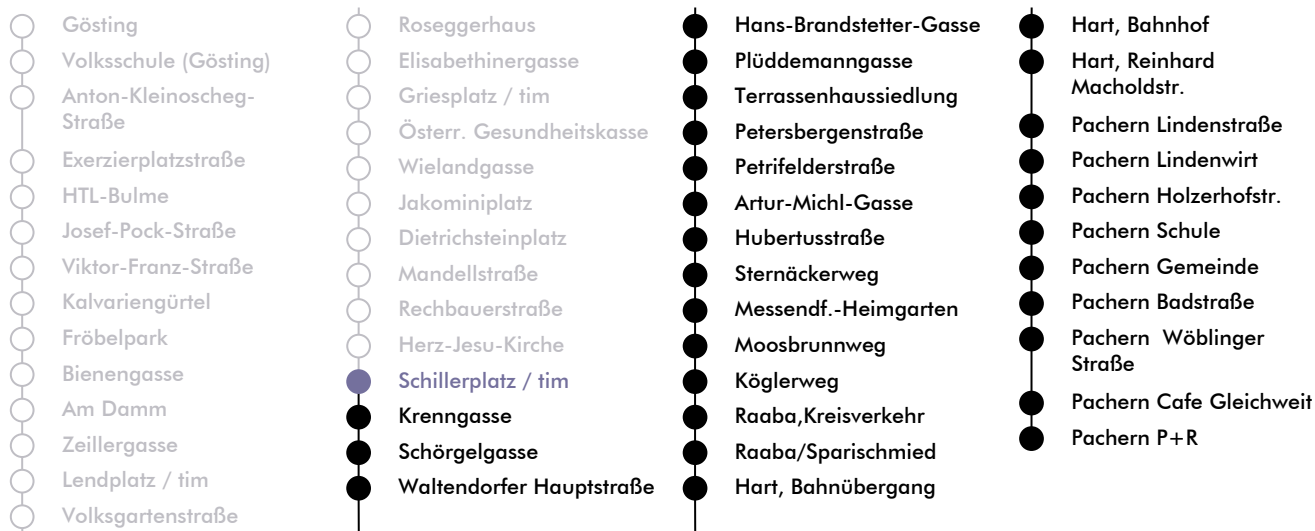 Gösting
Volksschule (Gösting)
Anton-Kleinoscheg-
Straße
Exerzierplatzstraße
HTL-Bulme
Josef-Pock-Straße
Viktor-Franz-Straße
Kalvariengürtel
Fröbelpark
Bienengasse
Am Damm
Zeillergasse
Lendplatz / tim
Volksgartenstraße
Roseggerhaus
Elisabethinergasse
Griesplatz / tim
Österr. Gesundheitskasse
Wielandgasse
Jakominiplatz
Dietrichsteinplatz
Mandellstraße
Rechbauerstraße
Herz-Jesu-Kirche
Schillerplatz / tim
Krenngasse
Schörgelgasse
Waltendorfer Hauptstraße
Hans-Brandstetter-Gasse
Plüddemanngasse
Terrassenhaussiedlung
Petersbergenstraße
Petrifelderstraße
Artur-Michl-Gasse
Hubertusstraße
Sternäckerweg
Messendf.-Heimgarten
Moosbrunnweg
Köglerweg
Raaba,Kreisverkehr
Raaba/Sparischmied
Hart, Bahnübergang
Hart, Bahnhof
Hart, Reinhard
Macholdstr.
Pachern Lindenstraße
Pachern Lindenwirt
Pachern Holzerhofstr.
Pachern Schule
Pachern Gemeinde
Pachern Badstraße
Pachern  Wöblinger
Straße
Pachern Cafe Gleichweit
Pachern P+R